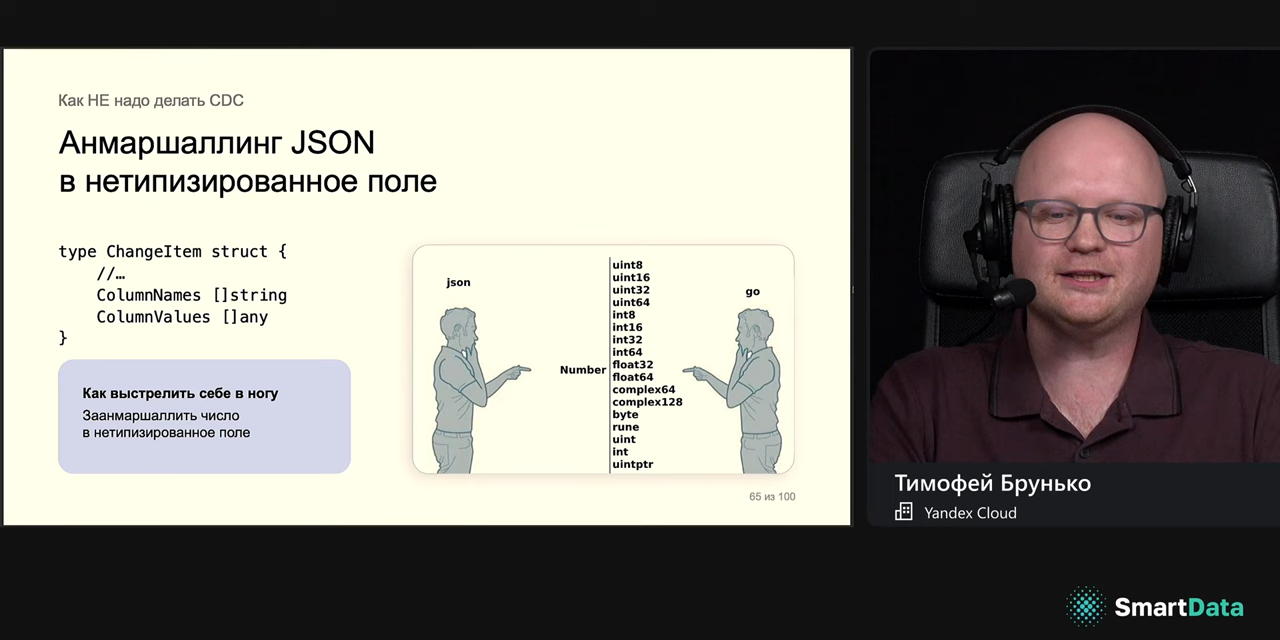 Как НЕ надо делать CDC
Анмаршаллинг JSON
в нетипизированное поле
type ChangeItem struct {
//…
ColumnNames []string
ColumnValues []any
}
Как выстрелить себе в ногу
Заанмаршаллить число
в нетипизированное поле
json
Number
uint8
uint16
uint32
uint64
int8
int16
int32
int64
float32
float64
complex64
complex128
byte
rune
uint
int
uintptr
go
65 из 100
Тимофей Брунько
Yandex Cloud
SmartData